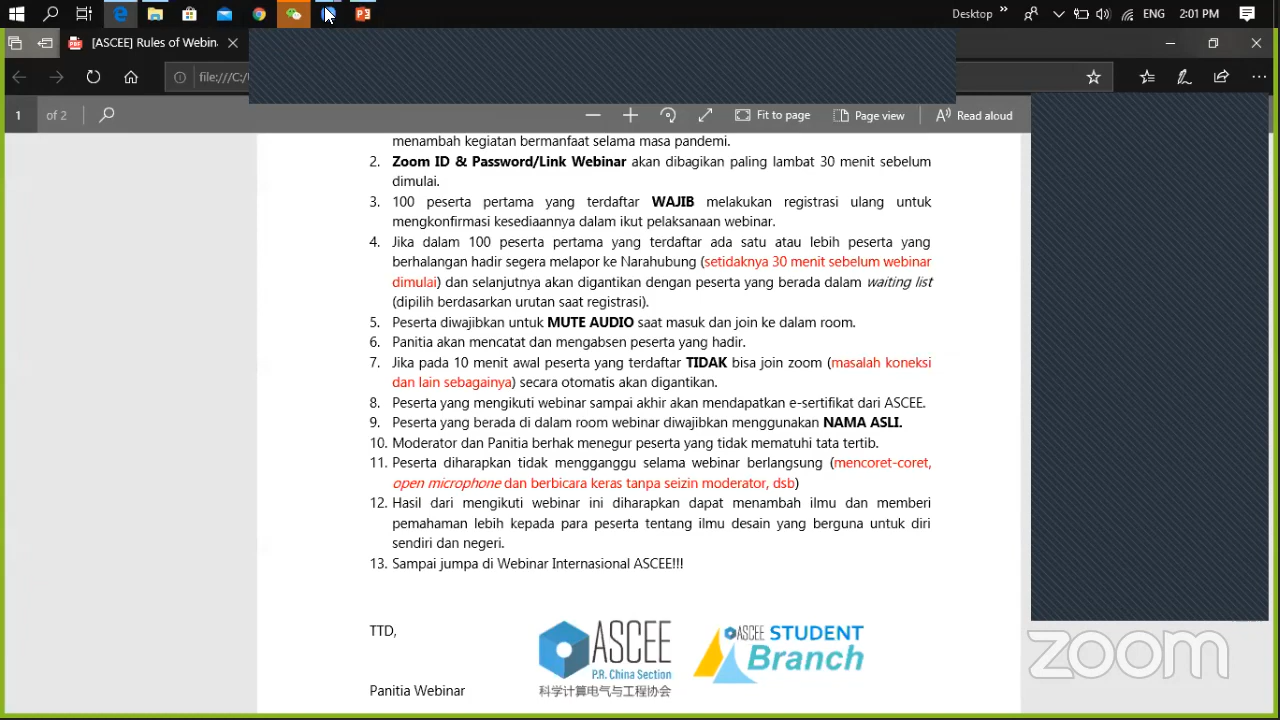 Desktop
ENG
2:01 PM
[ASCEE] Rules of Webin
file:///C:/
1 of 2
Fit to page
Page view
Read aloud
menambah kegiatan bermanfaat selama masa pandemi.
2. Zoom ID & Password/Link Webinar akan dibagikan paling lambat 30 menit sebelum
dimulai.
3. 100 peserta pertama yang terdaftar WAJIB melakukan registrasi ulang untuk
mengkonfirmasi kesediaannya dalam ikut pelaksanaan webinar.
4. Jika dalam 100 peserta pertama yang terdaftar ada satu atau lebih peserta yang
berhalangan hadir segera melapor ke Narahubung (setidaknya 30 menit sebelum webinar
dimulai) dan selanjutnya akan digantikan dengan peserta yang berada dalam waiting list
(dipilih berdasarkan urutan saat registrasi).
5. Peserta diwajibkan untuk MUTE AUDIO saat masuk dan join ke dalam room.
6. Panitia akan mencatat dan mengabsen peserta yang hadir.
7. Jika pada 10 menit awal peserta yang terdaftar TIDAK bisa join zoom (masalah koneksi
dan lain sebagainya) secara otomatis akan digantikan.
8. Peserta yang mengikuti webinar sampai akhir akan mendapatkan e-sertifikat dari ASCEE.
9. Peserta yang berada di dalam room webinar diwajibkan menggunakan NAMA ASLI.
10. Moderator dan Panitia berhak menegur peserta yang tidak mematuhi tata tertib.
11. Peserta diharapkan tidak mengganggu selama webinar berlangsung (mencoret-coret,
open microphone dan berbicara keras tanpa seizin moderator, dsb)
12. Hasil dari mengikuti webinar ini diharapkan dapat menambah ilmu dan memberi
pemahaman lebih kepada para peserta tentang ilmu desain yang berguna untuk diri
sendiri dan negeri.
13. Sampai jumpa di Webinar Internasional ASCEE!!!
TTD,
ASCEE
P.R. China Section
科学计算电气与工程协会
ASCEE STUDENT
Branch
Panitia Webinar
zoom